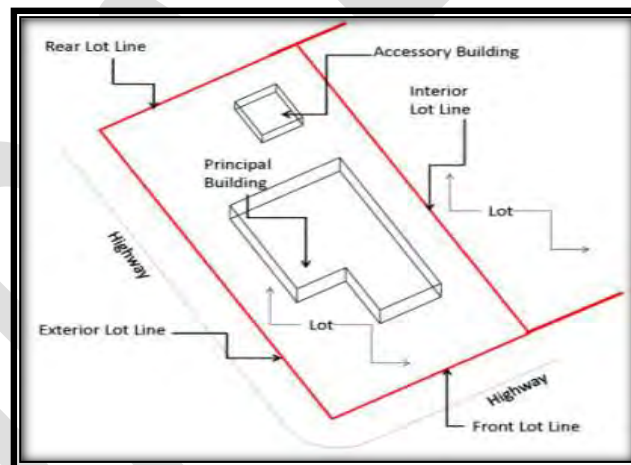 Rear Lot Line
Accessory Building
Interior
Lot Line
Principal
Building
Lot
Highway
Exterior Lot Line
Lot
Highway
Front Lot Line